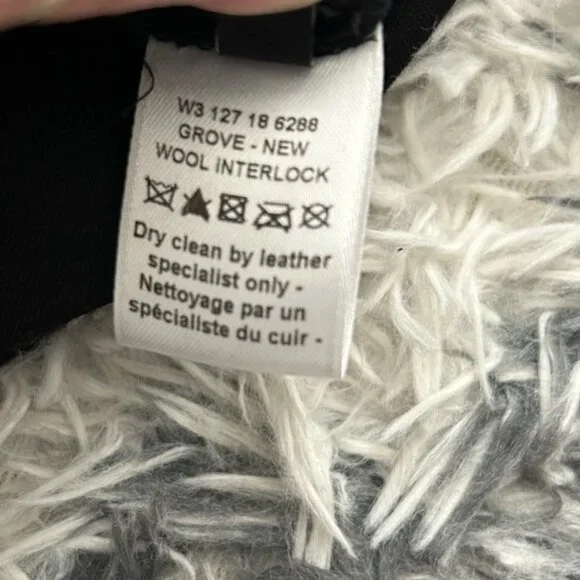 W3 127 18 6288
GROVE - NEW
WOOL INTERLOCK
Dry clean by leather
specialist only -
Nettoyage par un
spécialiste du cuir -